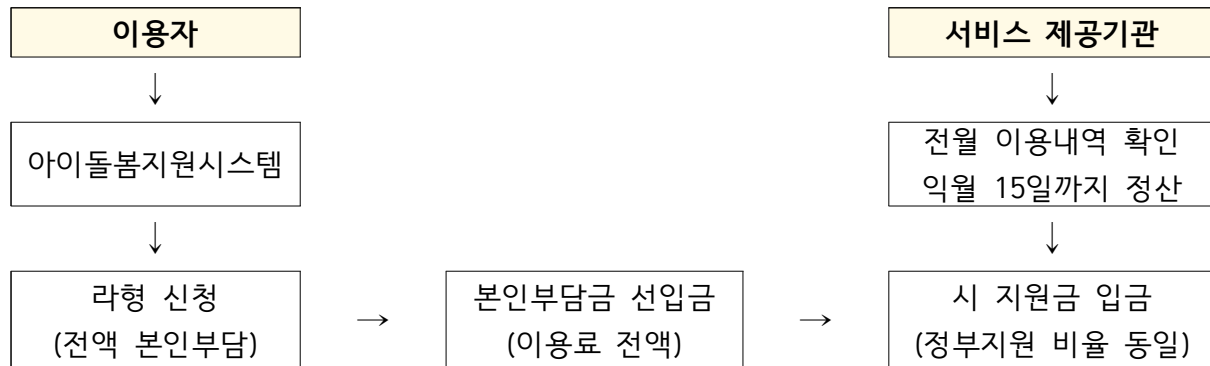 이용자
서비스 제공기관
↓
↓
아이돌봄지원시스템
전월 이용내역 확인
익월 15일까지 정산
↓
↓
라형 신청
(전액 본인부담)
→
본인부담금 선입금
(이용료 전액)
→
시 지원금 입금
(정부지원 비율 동일)